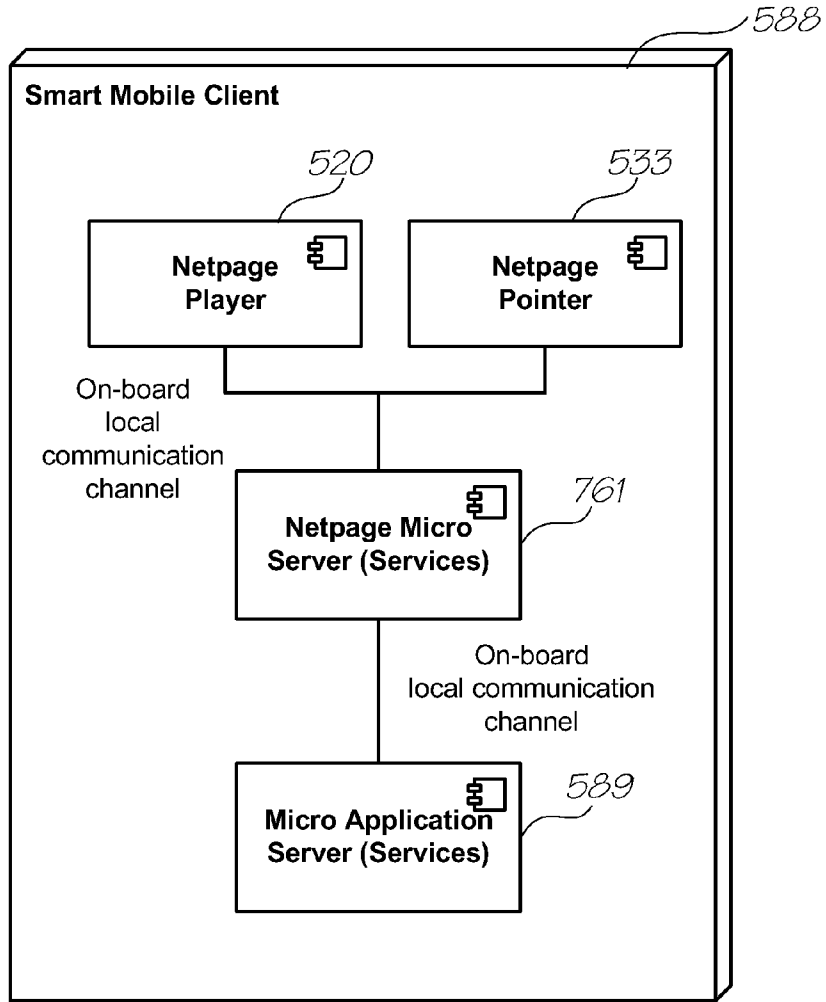 588
Smart Mobile Client
520
533
Netpage
Player
Netpage
Pointer
On-board
local
communication
channel
761
Netpage Micro
Server (Services)
On-board
local communication
channel
589
Micro Application
Server (Services)